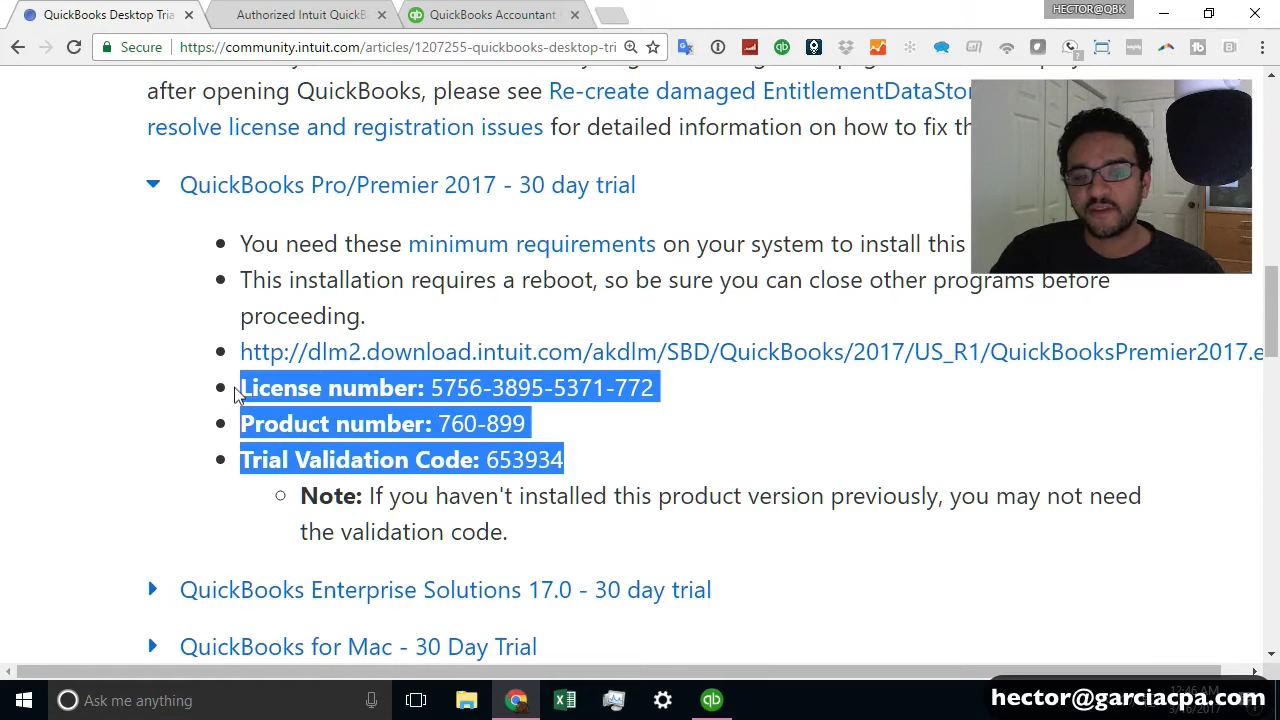 QuickBooks Desktop Tria
Authorized Intuit QuickB
QuickBooks Accountant
HECTOR@QBK
Secure
https://community.intuit.com/articles/1207255-quickbooks-desktop-tri
after opening QuickBooks, please see Re-create damaged EntitlementDataStor
resolve license and registration issues for detailed information on how to fix th
QuickBooks Pro/Premier 2017 - 30 day trial
You need these minimum requirements on your system to install this
This installation requires a reboot, so be sure you can close other programs before
proceeding.
http://dlm2.download.intuit.com/akdlm/SBD/QuickBooks/2017/US_R1/QuickBooksPremier2017.e
License number: 5756-3895-5371-772
Product number: 760-899
Trial Validation Code: 653934
Note: If you haven't installed this product version previously, you may not need
the validation code.
QuickBooks Enterprise Solutions 17.0 - 30 day trial
QuickBooks for Mac - 30 Day Trial
Ask me anything
12:46 AM
hector@garciacpa.com